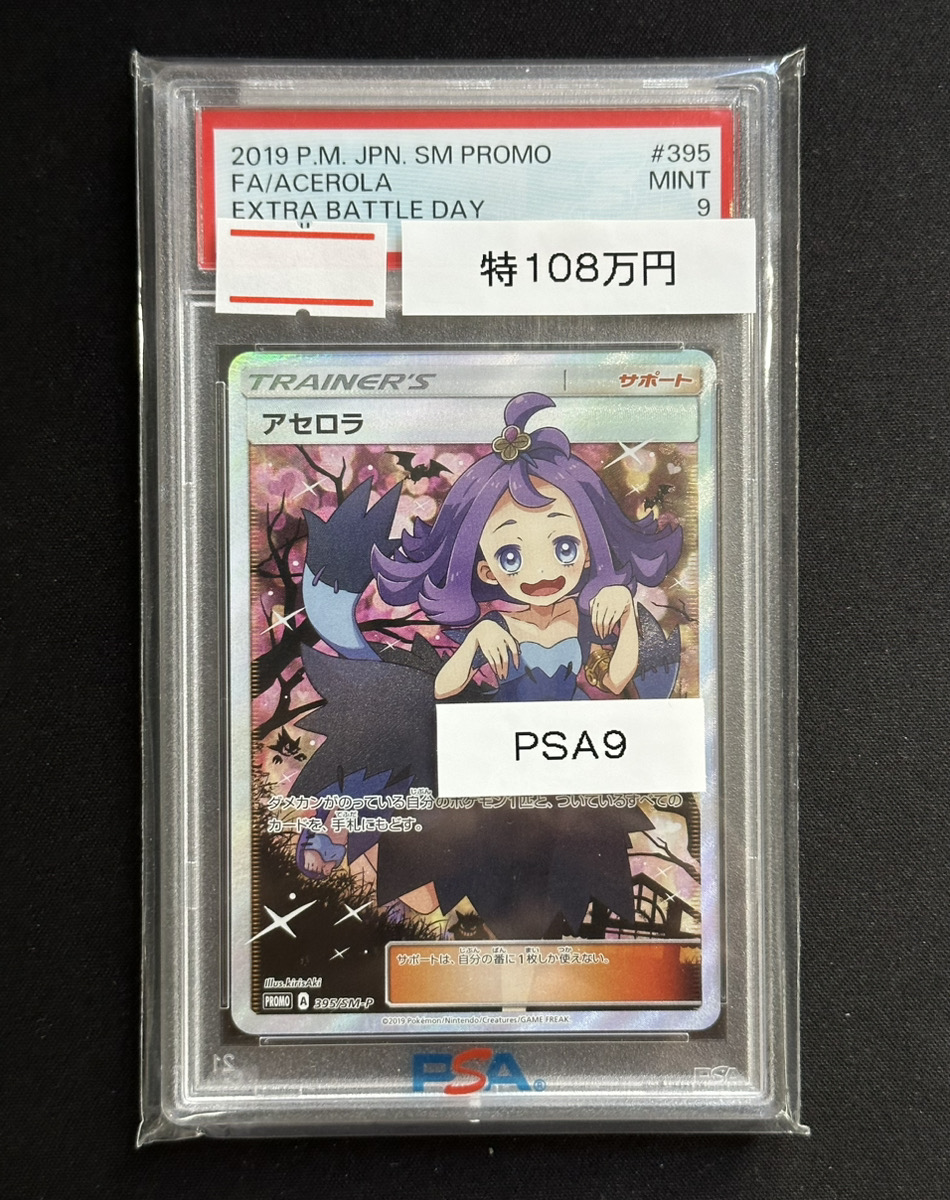 2019 P.M. JPN. SM PROMO #395
FA/ACEROLA MINT
EXTRA BATTLE DAY 9
特108万円
TRAINER'S サポート
アセロラ
PSA9
ダメカンがのっている自分のポケモン1匹と、ついているすべての
カードを、手札にもどす。
サポートは、自分の番に1枚しか使えない。
Illus. kirisAki
PROMO A 395/SM-P
©2019 Pokémon/Nintendo/Creatures/GAME FREAK
PSA